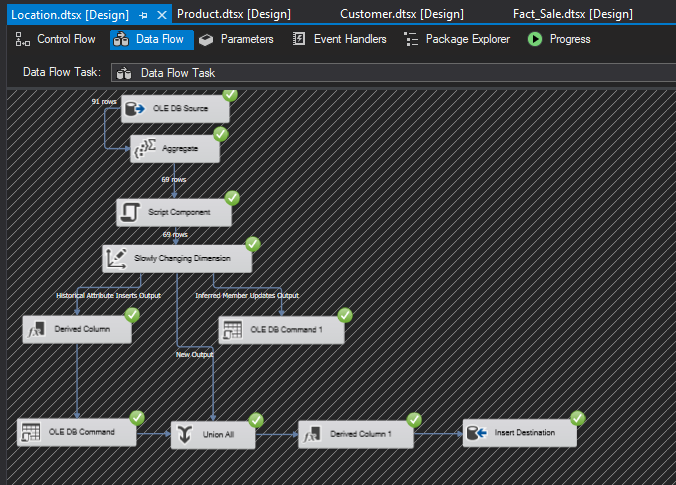 Location.dtsx [Design]
Product.dtsx [Design]
Customer.dtsx [Design]
Fact_Sale.dtsx [Design]
Control Flow
Data Flow
Parameters
Event Handlers
Package Explorer
Progress
Data Flow Task:
Data Flow Task
91 rows
OLE DB Source
Aggregate
69 rows
Script Component
69 rows
Slowly Changing Dimension
Historical Attribute Inserts Output
Inferred Member Updates Output
Derived Column
OLE DB Command 1
New Output
OLE DB Command
Union All
Derived Column 1
Insert Destination